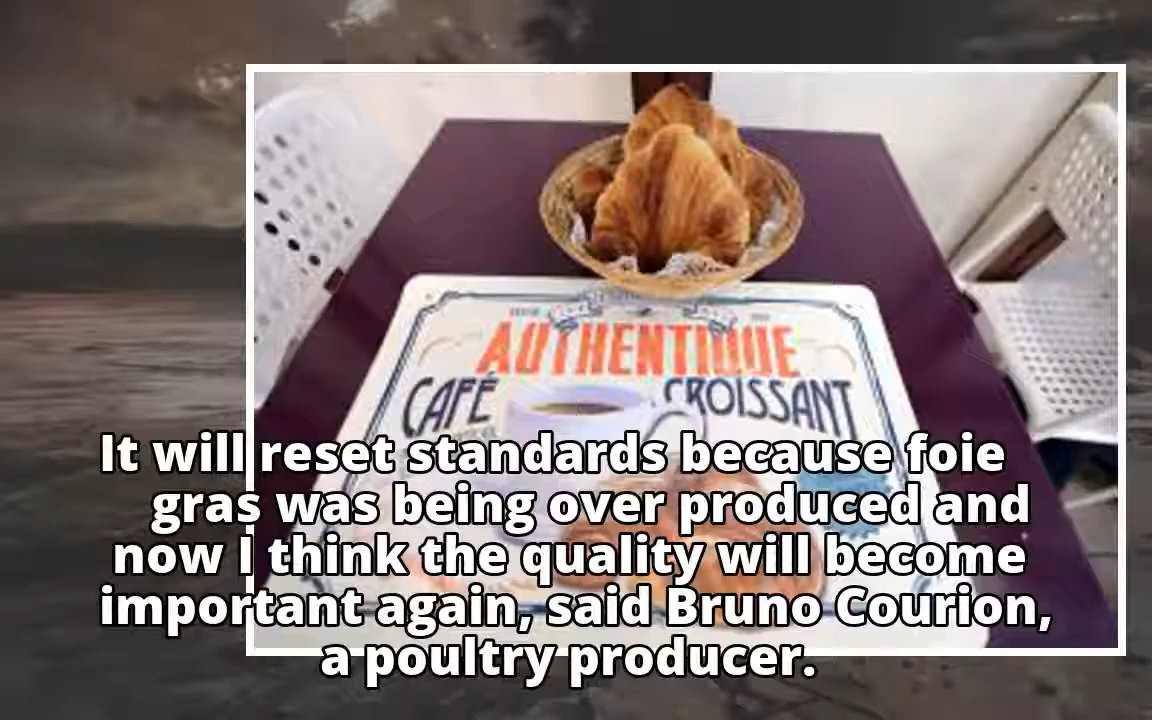 AUTHENTIQUE
CAFÉ CROISSANT
It will reset standards because foie
gras was being over produced and
now I think the quality will become
important again, said Bruno Courion,
a poultry producer.